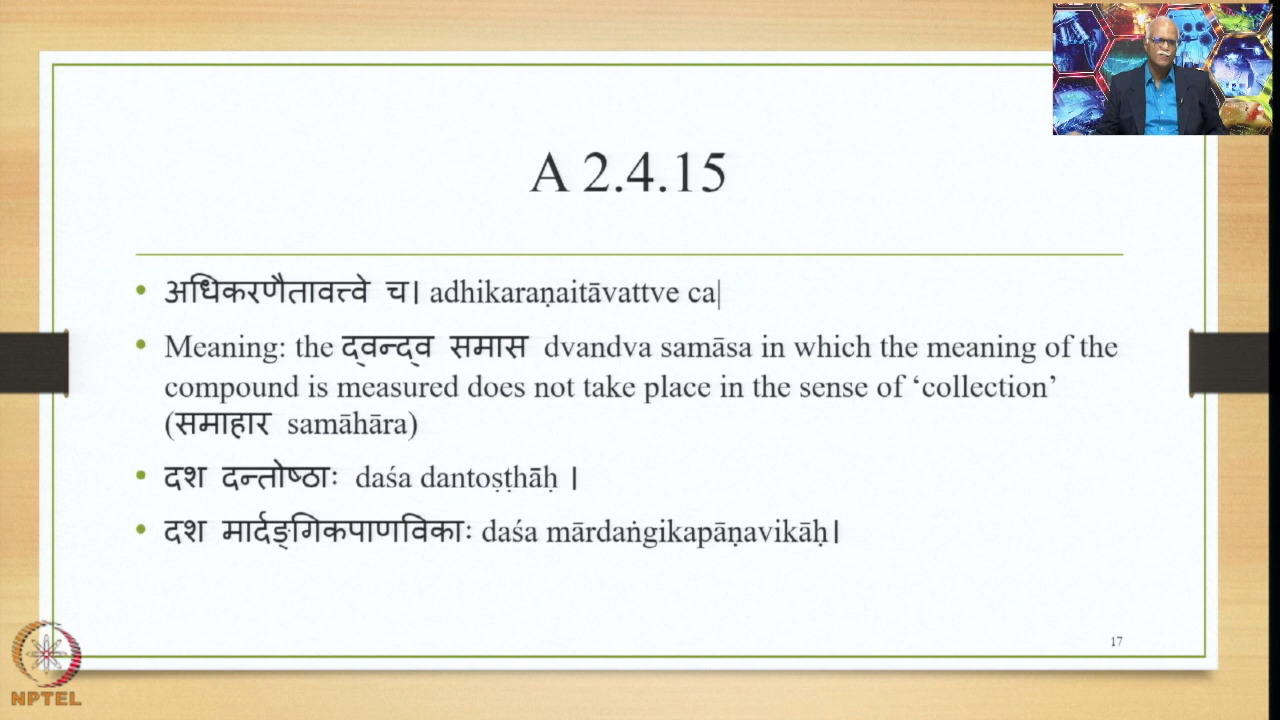 A 2.4.15
• अधिकरणैतावत्त्वे च। adhikaraṇaitāvattve ca|
• Meaning: the द्वन्द्व समास dvandva samāsa in which the meaning of the
compound is measured does not take place in the sense of ‘collection’
(समाहार samāhāra)
• दश दन्तोष्ठाः daśa dantoṣṭhāḥ ।
• दश मार्दङ्गिकपाणविकाः daśa mārdaṅgikapāṇavikāḥ।
17
NPTEL